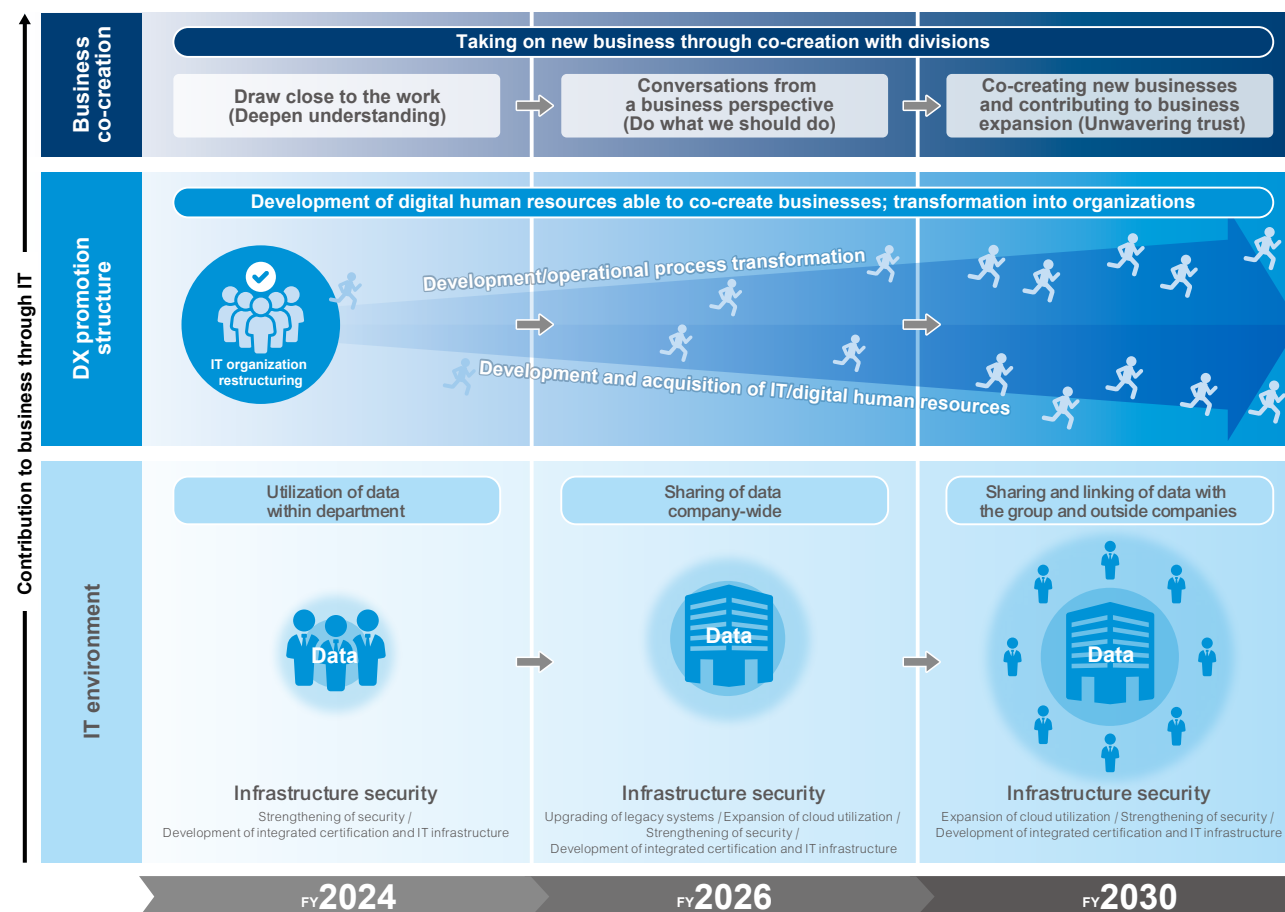 Contribution to business through IT
Business
co-creation
Taking on new business through co-creation with divisions
Draw close to the work
(Deepen understanding)
Conversations from
a business perspective
(Do what we should do)
Co-creating new businesses
and contributing to business
expansion (Unwavering trust)
DX promotion
structure
Development of digital human resources able to co-create businesses; transformation into organizations
IT organization
restructuring
Development/operational process transformation
Development and acquisition of IT/digital human resources
IT environment
Utilization of data
within department
Data
Infrastructure security
Strengthening of security /
Development of integrated certification and IT infrastructure
Sharing of data
company-wide
Data
Infrastructure security
Upgrading of legacy systems / Expansion of cloud utilization /
Strengthening of security /
Development of integrated certification and IT infrastructure
Sharing and linking of data with
the group and outside companies
Data
Infrastructure security
Expansion of cloud utilization / Strengthening of security /
Development of integrated certification and IT infrastructure
FY2024
FY2026
FY2030